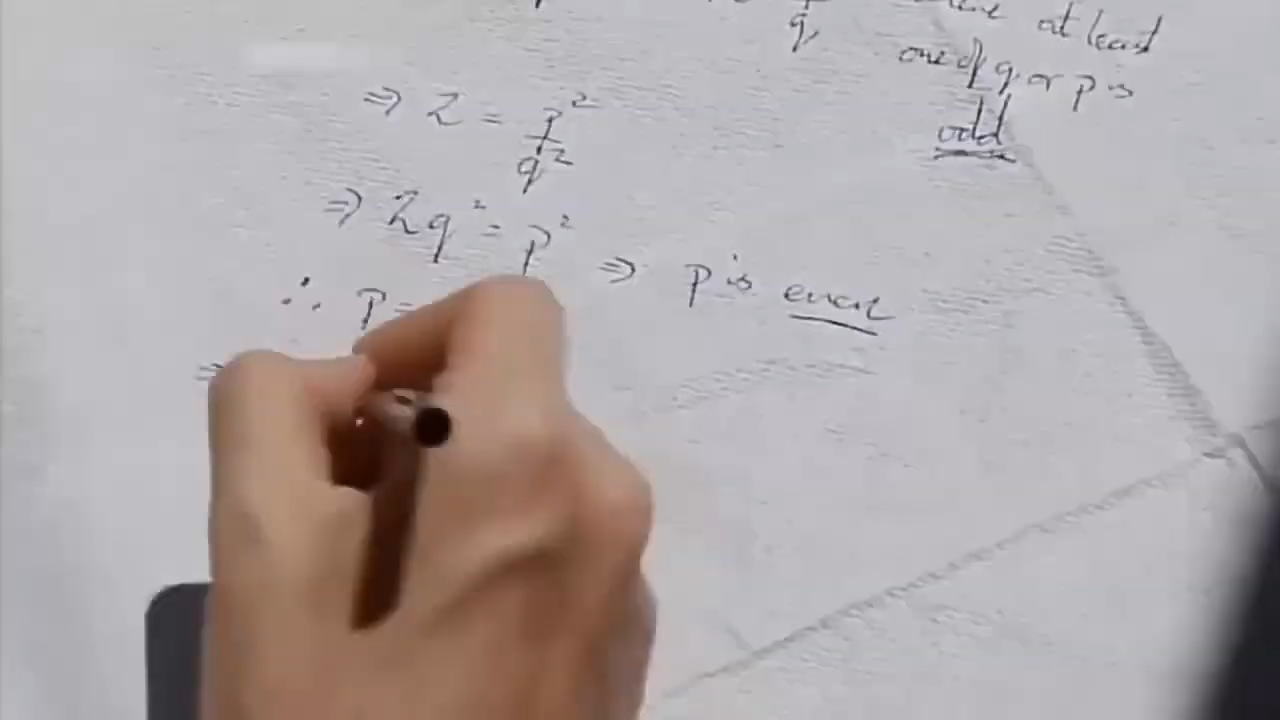 q, at least
one of q or p is
odd
⇒ 2 = p²/q²
⇒ 2q² = p² ⇒ p is even
∴ p =
⇒